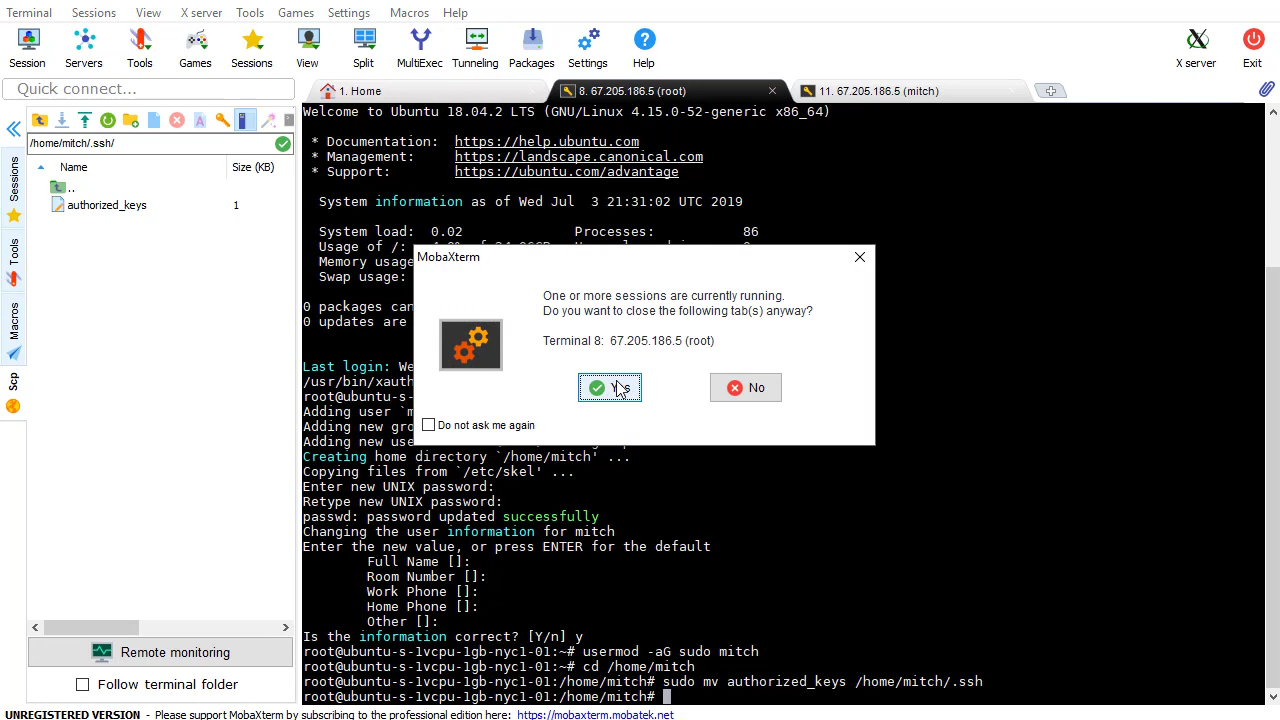 Terminal Sessions View X server Tools Games Settings Macros Help
Session Servers Tools Games Sessions View Split MultiExec Tunneling Packages Settings Help X server Exit
Quick connect...
1. Home
8. 67.205.186.5 (root)
11. 67.205.186.5 (mitch)
/home/mitch/.ssh/
Name Size (KB)
..
authorized_keys 1
Sessions
Tools
Macros
Scp
Welcome to Ubuntu 18.04.2 LTS (GNU/Linux 4.15.0-52-generic x86_64)
* Documentation: https://help.ubuntu.com
* Management: https://landscape.canonical.com
* Support: https://ubuntu.com/advantage
System information as of Wed Jul 3 21:31:02 UTC 2019
System load: 0.02 Processes: 86
Usage of /:
Memory usage
Swap usage:
0 packages can
0 updates are
Last login: We
/usr/bin/xauth
root@ubuntu-s-
Adding user `m
Adding new gro
Adding new use
MobaXterm
One or more sessions are currently running.
Do you want to close the following tab(s) anyway?
Terminal 8: 67.205.186.5 (root)
Yes No
Do not ask me again
Creating home directory `/home/mitch' ...
Copying files from `/etc/skel' ...
Enter new UNIX password:
Retype new UNIX password:
passwd: password updated successfully
Changing the user information for mitch
Enter the new value, or press ENTER for the default
Full Name []:
Room Number []:
Work Phone []:
Home Phone []:
Other []:
Is the information correct? [Y/n] y
root@ubuntu-s-1vcpu-1gb-nyc1-01:~# usermod -aG sudo mitch
root@ubuntu-s-1vcpu-1gb-nyc1-01:~# cd /home/mitch
root@ubuntu-s-1vcpu-1gb-nyc1-01:/home/mitch# sudo mv authorized_keys /home/mitch/.ssh
root@ubuntu-s-1vcpu-1gb-nyc1-01:/home/mitch#
Remote monitoring
Follow terminal folder
UNREGISTERED VERSION - Please support MobaXterm by subscribing to the professional edition here: https://mobaxterm.mobatek.net